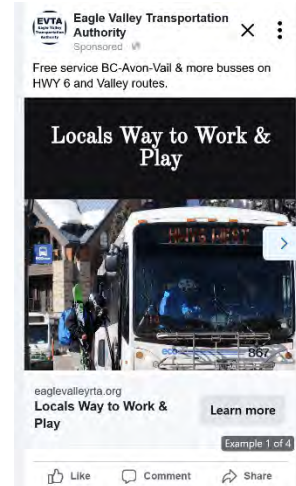 EVTA
Eagle Valley
Transportation
Authority
Eagle Valley Transportation
Authority
Sponsored
Free service BC-Avon-Vail & more busses on
HWY 6 and Valley routes.
Locals Way to Work &
Play
eco
867
eaglevalleyrta.org
Locals Way to Work &
Play
Learn more
Example 1 of 4
Like
Comment
Share